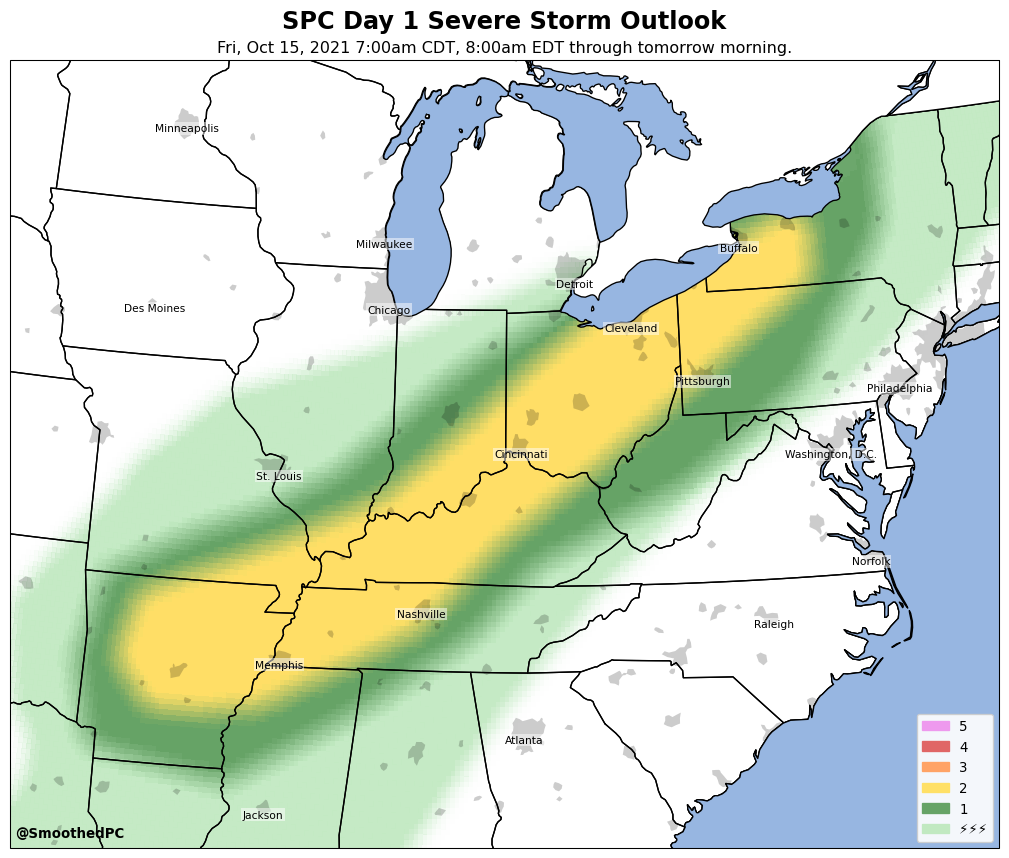 SPC Day 1 Severe Storm Outlook
Fri, Oct 15, 2021 7:00am CDT, 8:00am EDT through tomorrow morning.
Minneapolis
Milwaukee
Buffalo
Detroit
Des Moines
Chicago
Cleveland
Pittsburgh
Philadelphia
Cincinnati
Washington, D.C.
St. Louis
Norfolk
Nashville
Raleigh
Memphis
Atlanta
Jackson
5
4
3
2
1
⚡⚡⚡
@SmoothedPC